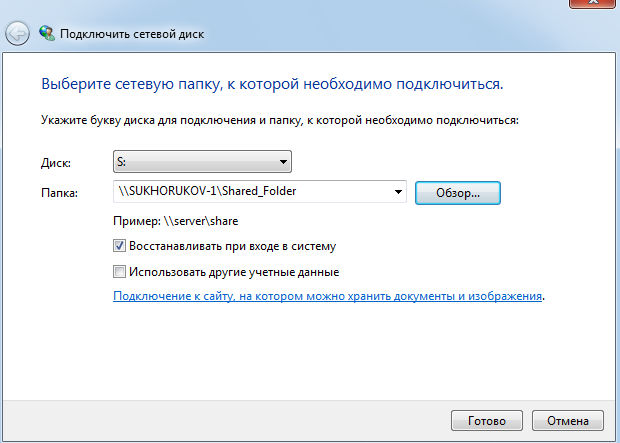 Подключить сетевой диск
Выберите сетевую папку, к которой необходимо подключиться.
Укажите букву диска для подключения и папку, к которой необходимо подключиться:
Диск: S:
Папка: \\SUKHORUKOV-1\Shared_Folder Обзор...
Пример: \\server\share
Восстанавливать при входе в систему
Использовать другие учетные данные
Подключение к сайту, на котором можно хранить документы и изображения.
Готово Отмена